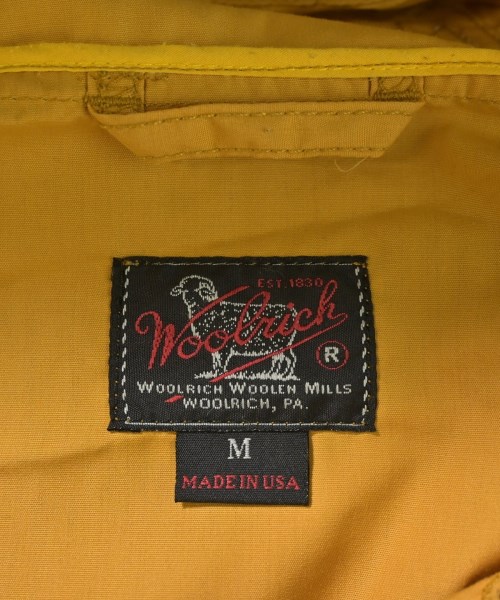 EST. 1830
Woolrich
®
WOOLRICH WOOLEN MILLS
WOOLRICH, PA.
M
MADE IN USA